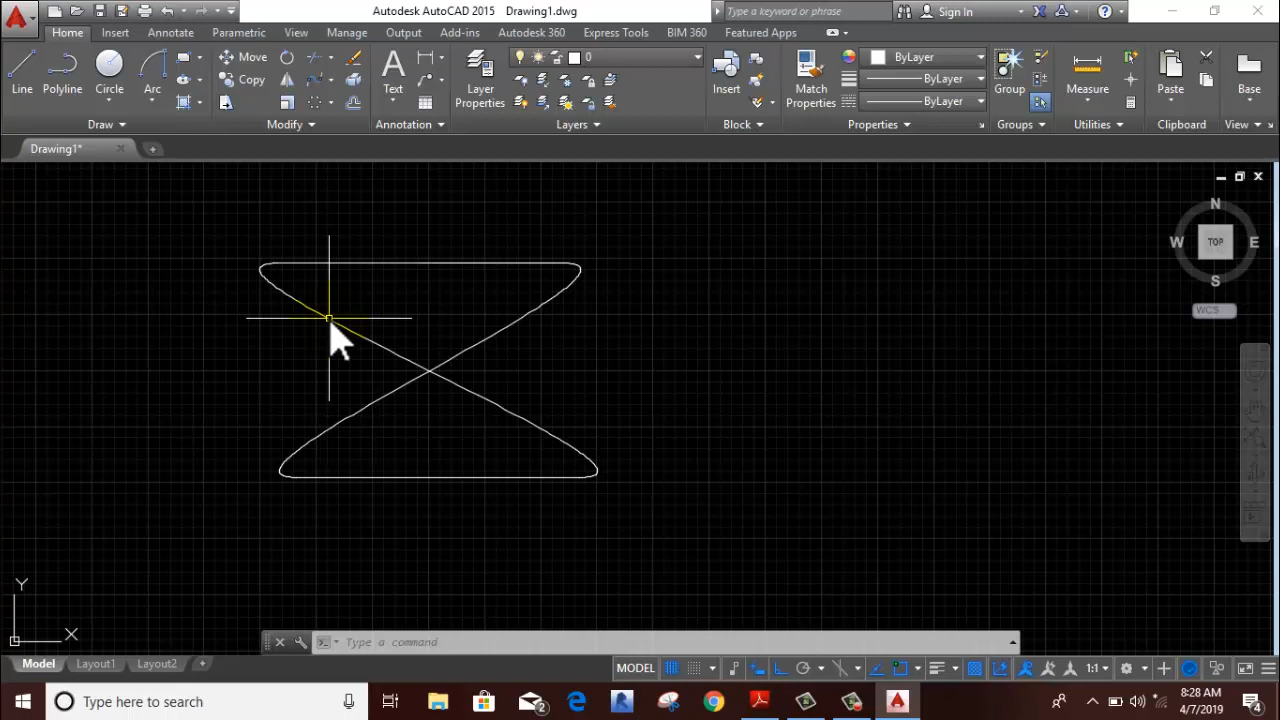 Autodesk AutoCAD 2015 Drawing1.dwg
Type a keyword or phrase
Sign In
Home Insert Annotate Parametric View Manage Output Add-ins Autodesk 360 Express Tools BIM 360 Featured Apps
Line Polyline Circle Arc
Move
Copy
Text
Layer Properties
0
Insert
Match Properties
ByLayer
ByLayer
ByLayer
Group
Measure
Paste
Base
Draw Modify Annotation Layers Block Properties Groups Utilities Clipboard View
Drawing1*
N
W TOP E
S
WCS
Y
X
Type a command
Model Layout1 Layout2 MODEL 1:1
Type here to search
2
8:28 AM
4/7/2019
4